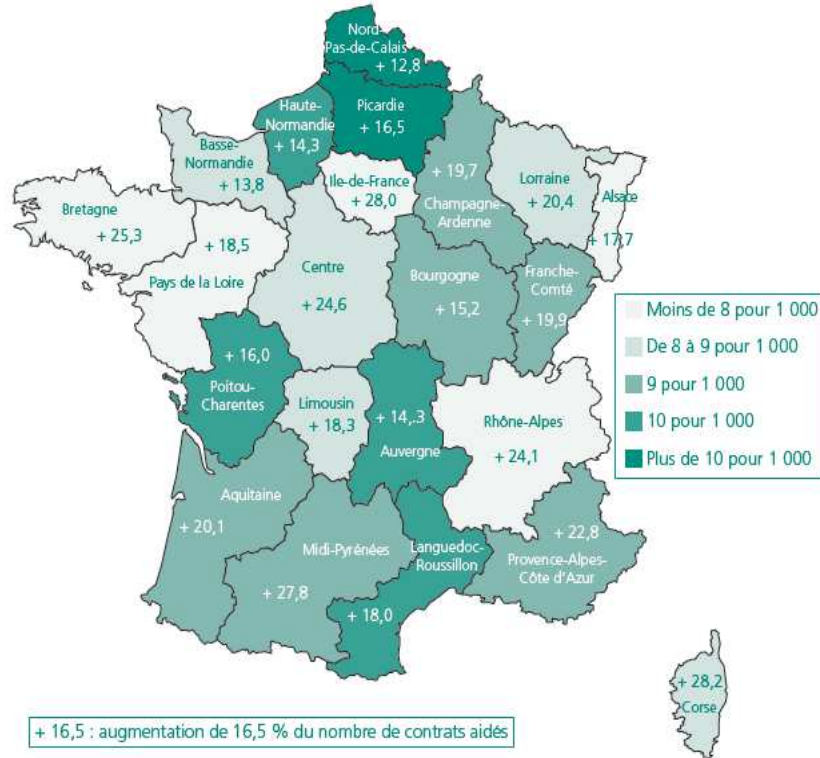 Nord
Pas-de-Calais
+ 12,8
Picardie
+ 16,5
Haute-
Normandie
+ 14,3
Basse-
Normandie
+ 13,8
Ile-de-France
+ 28,0
+ 19,7
Champagne-
Ardenne
Lorraine
+ 20,4
Alsace
+ 17,7
Bretagne
+ 25,3
+ 18,5
Pays de la Loire
Centre
+ 24,6
Bourgogne
+ 15,2
Franche-
Comté
+ 19,9
Moins de 8 pour 1 000
De 8 à 9 pour 1 000
9 pour 1 000
10 pour 1 000
Plus de 10 pour 1 000
+ 16,0
Poitou-
Charentes
Limousin
+ 18,3
+ 14,.3
Auvergne
Rhône-Alpes
+ 24,1
Aquitaine
+ 20,1
Midi-Pyrénées
+ 27,8
Languedoc-
Roussillon
+ 18,0
+ 22,8
Provence-Alpes-
Côte d'Azur
+ 28,2
Corse
+ 16,5 : augmentation de 16,5 % du nombre de contrats aidés